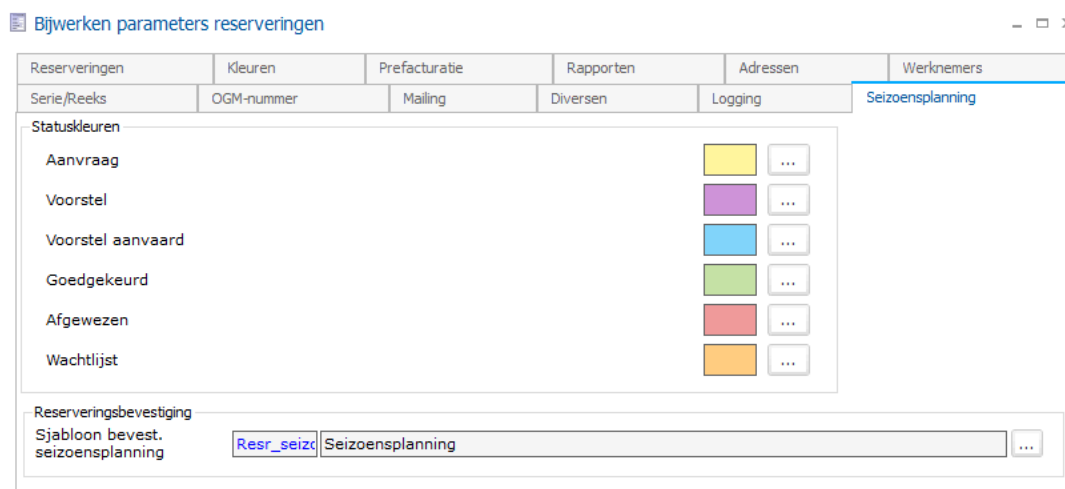 Bijwerken parameters reserveringen
Reserveringen Kleuren Prefacturatie Rapporten Adressen Werknemers
Serie/Reeks OGM-nummer Mailing Diversen Logging Seizoensplanning
Statuskleuren
Aanvraag ...
Voorstel ...
Voorstel aanvaard ...
Goedgekeurd ...
Afgewezen ...
Wachtlijst ...
Reserveringsbevestiging
Sjabloon bevest.
seizoensplanning Resr_seizo Seizoensplanning ...